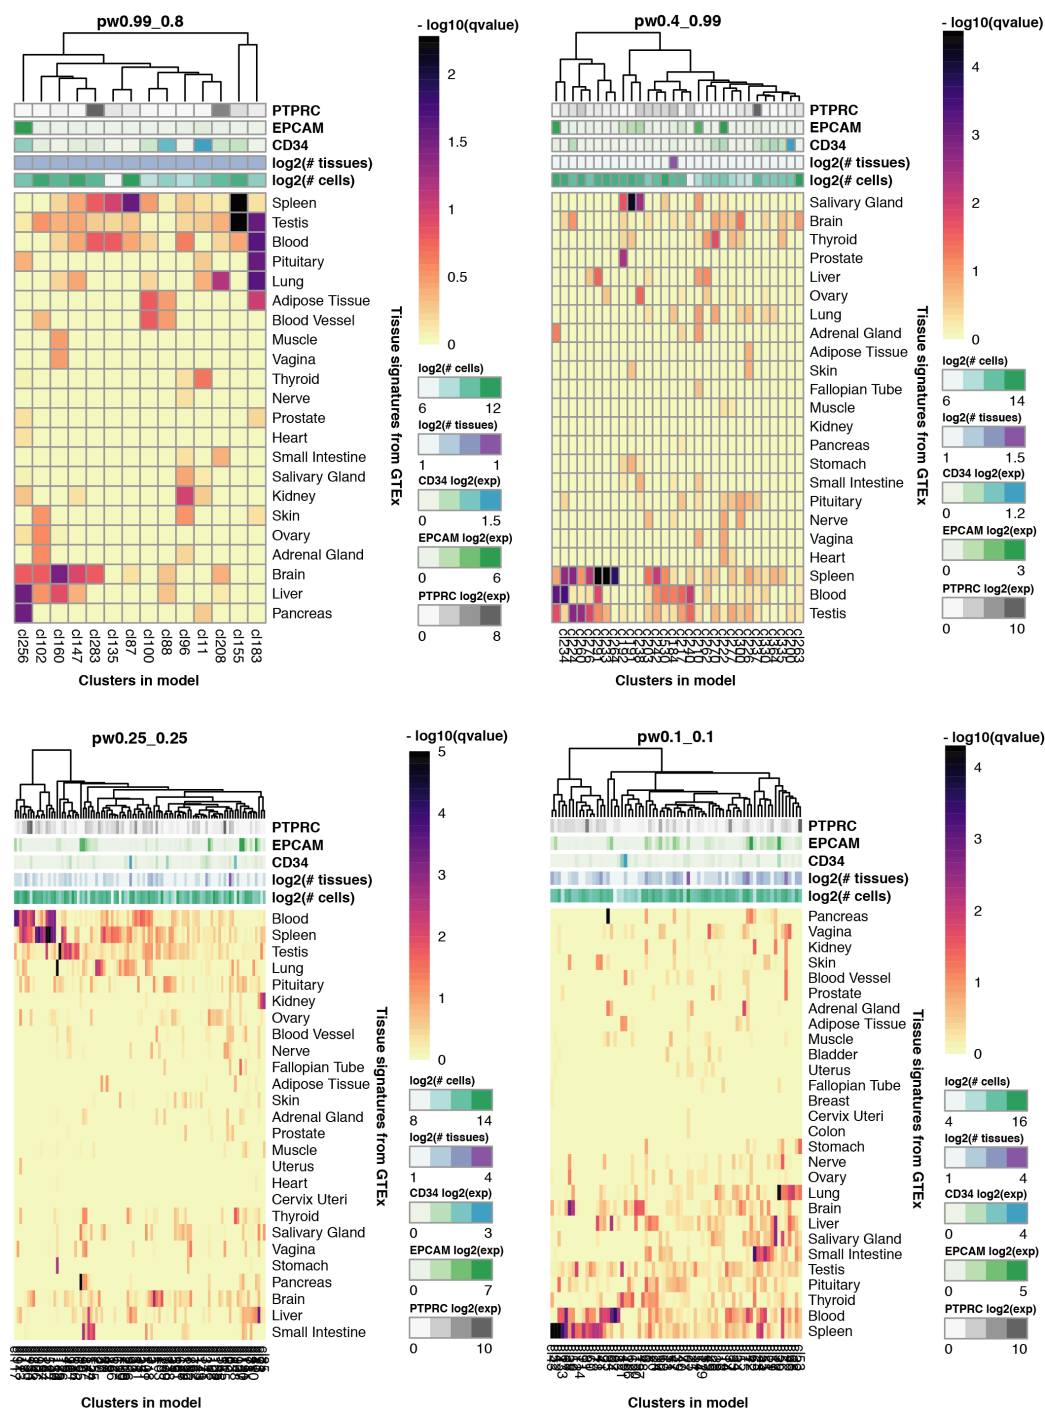 pw0.99_0.8
- log10(qvalue)
2
1.5
1
0.5
0
PTPRC
EPCAM
CD34
log2(# tissues)
log2(# cells)
Spleen
Testis
Blood
Pituitary
Lung
Adipose Tissue
Blood Vessel
Muscle
Vagina
Thyroid
Nerve
Prostate
Heart
Small Intestine
Salivary Gland
Kidney
Skin
Ovary
Adrenal Gland
Brain
Liver
Pancreas
Tissue signatures from GTEx
log2(# cells)
6 12
log2(# tissues)
1 1
CD34 log2(exp)
0 1.5
EPCAM log2(exp)
0 6
PTPRC log2(exp)
0 8
cl256 cl102 cl160 cl147 cl283 cl135 cl87 cl100 cl88 cl96 cl11 cl208 cl155 cl183
Clusters in model
pw0.4_0.99
- log10(qvalue)
4
3
2
1
0
PTPRC
EPCAM
CD34
log2(# tissues)
log2(# cells)
Salivary Gland
Brain
Thyroid
Prostate
Liver
Ovary
Lung
Adrenal Gland
Adipose Tissue
Skin
Fallopian Tube
Muscle
Kidney
Pancreas
Stomach
Small Intestine
Pituitary
Nerve
Vagina
Heart
Spleen
Blood
Testis
Tissue signatures from GTEx
log2(# cells)
6 14
log2(# tissues)
1 1.5
CD34 log2(exp)
0 1.2
EPCAM log2(exp)
0 3
PTPRC log2(exp)
0 10
Clusters in model
pw0.25_0.25
- log10(qvalue)
5
4
3
2
1
0
PTPRC
EPCAM
CD34
log2(# tissues)
log2(# cells)
Blood
Spleen
Testis
Lung
Pituitary
Kidney
Ovary
Blood Vessel
Nerve
Fallopian Tube
Adipose Tissue
Skin
Adrenal Gland
Prostate
Muscle
Uterus
Heart
Cervix Uteri
Thyroid
Salivary Gland
Vagina
Stomach
Pancreas
Brain
Liver
Small Intestine
Tissue signatures from GTEx
log2(# cells)
8 14
log2(# tissues)
1 4
CD34 log2(exp)
0 3
EPCAM log2(exp)
0 7
PTPRC log2(exp)
0 10
Clusters in model
pw0.1_0.1
- log10(qvalue)
4
3
2
1
0
PTPRC
EPCAM
CD34
log2(# tissues)
log2(# cells)
Pancreas
Vagina
Kidney
Skin
Blood Vessel
Prostate
Adrenal Gland
Adipose Tissue
Muscle
Bladder
Uterus
Fallopian Tube
Breast
Cervix Uteri
Colon
Stomach
Nerve
Ovary
Lung
Brain
Liver
Salivary Gland
Small Intestine
Testis
Pituitary
Thyroid
Blood
Spleen
Tissue signatures from GTEx
log2(# cells)
4 16
log2(# tissues)
1 4
CD34 log2(exp)
0 4
EPCAM log2(exp)
0 5
PTPRC log2(exp)
0 10
Clusters in model